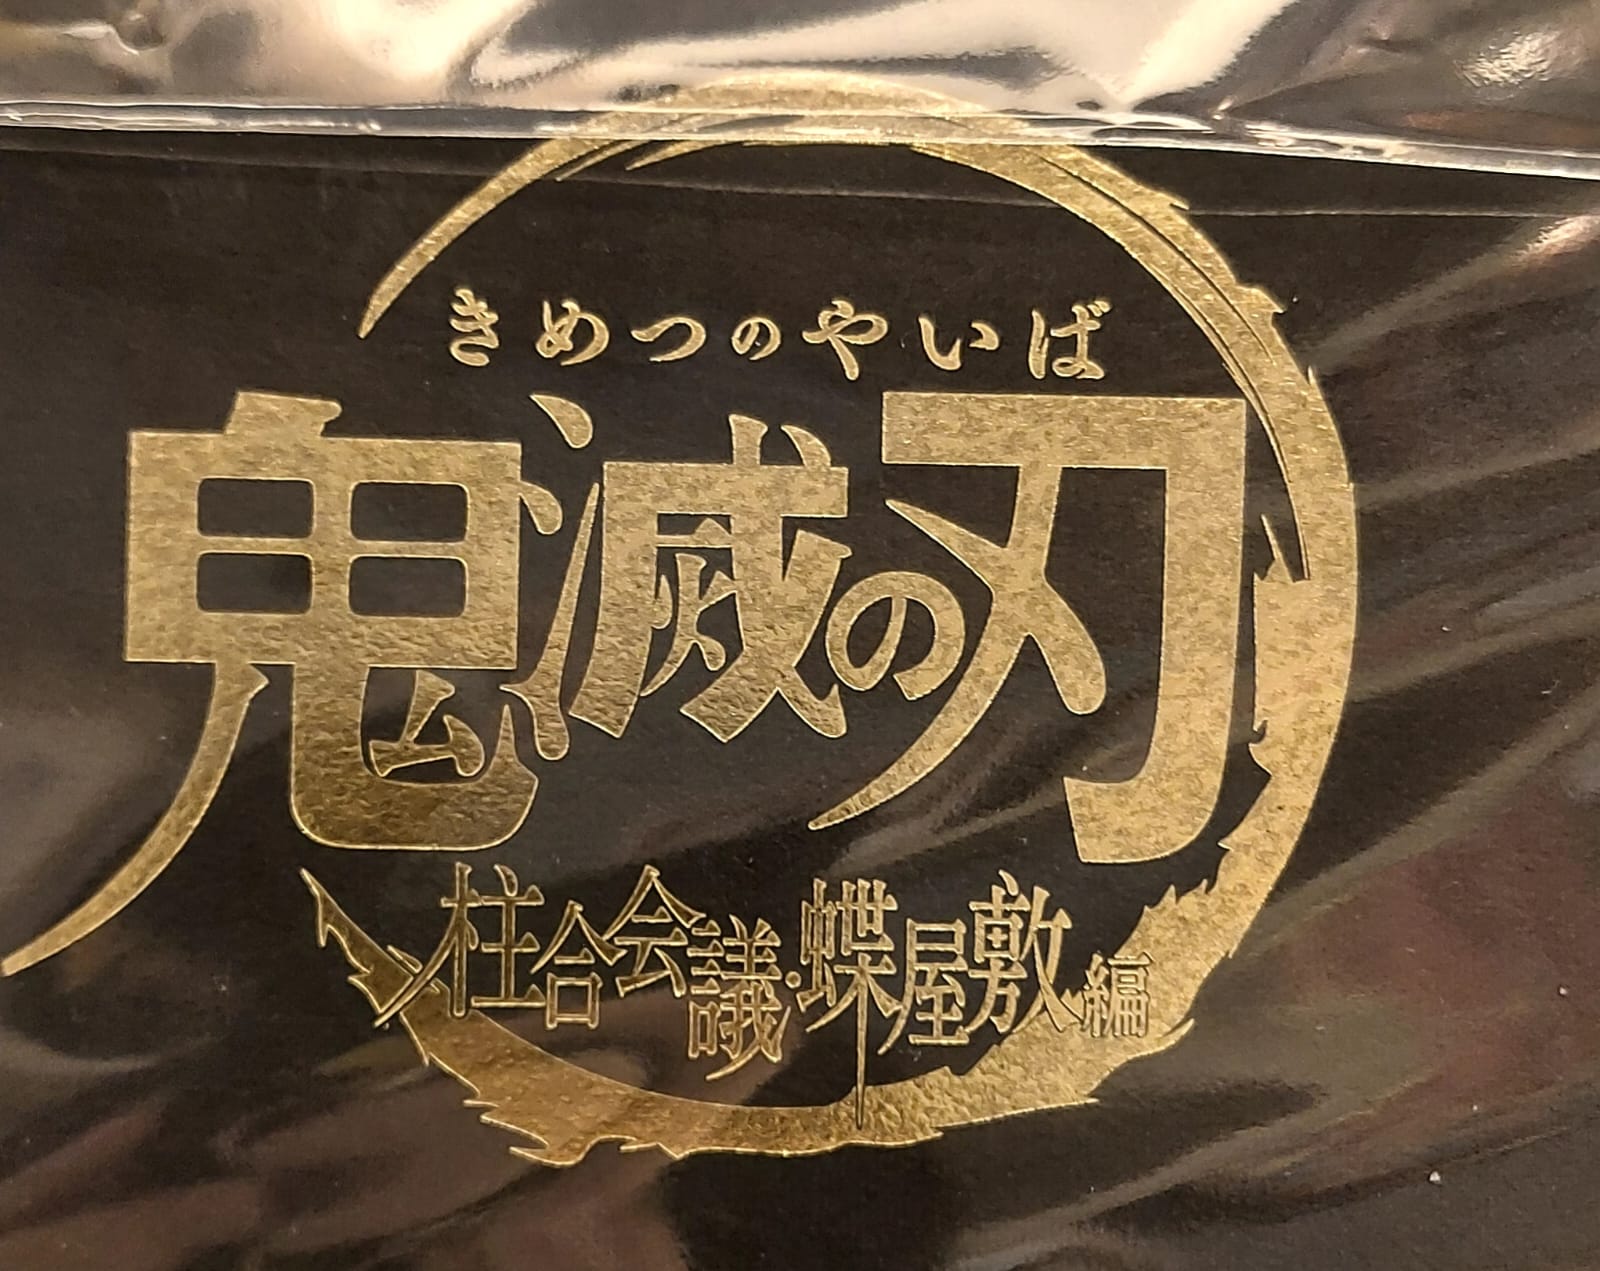 きめつのやいば
鬼滅の刃
柱合会議・蝶屋敷編